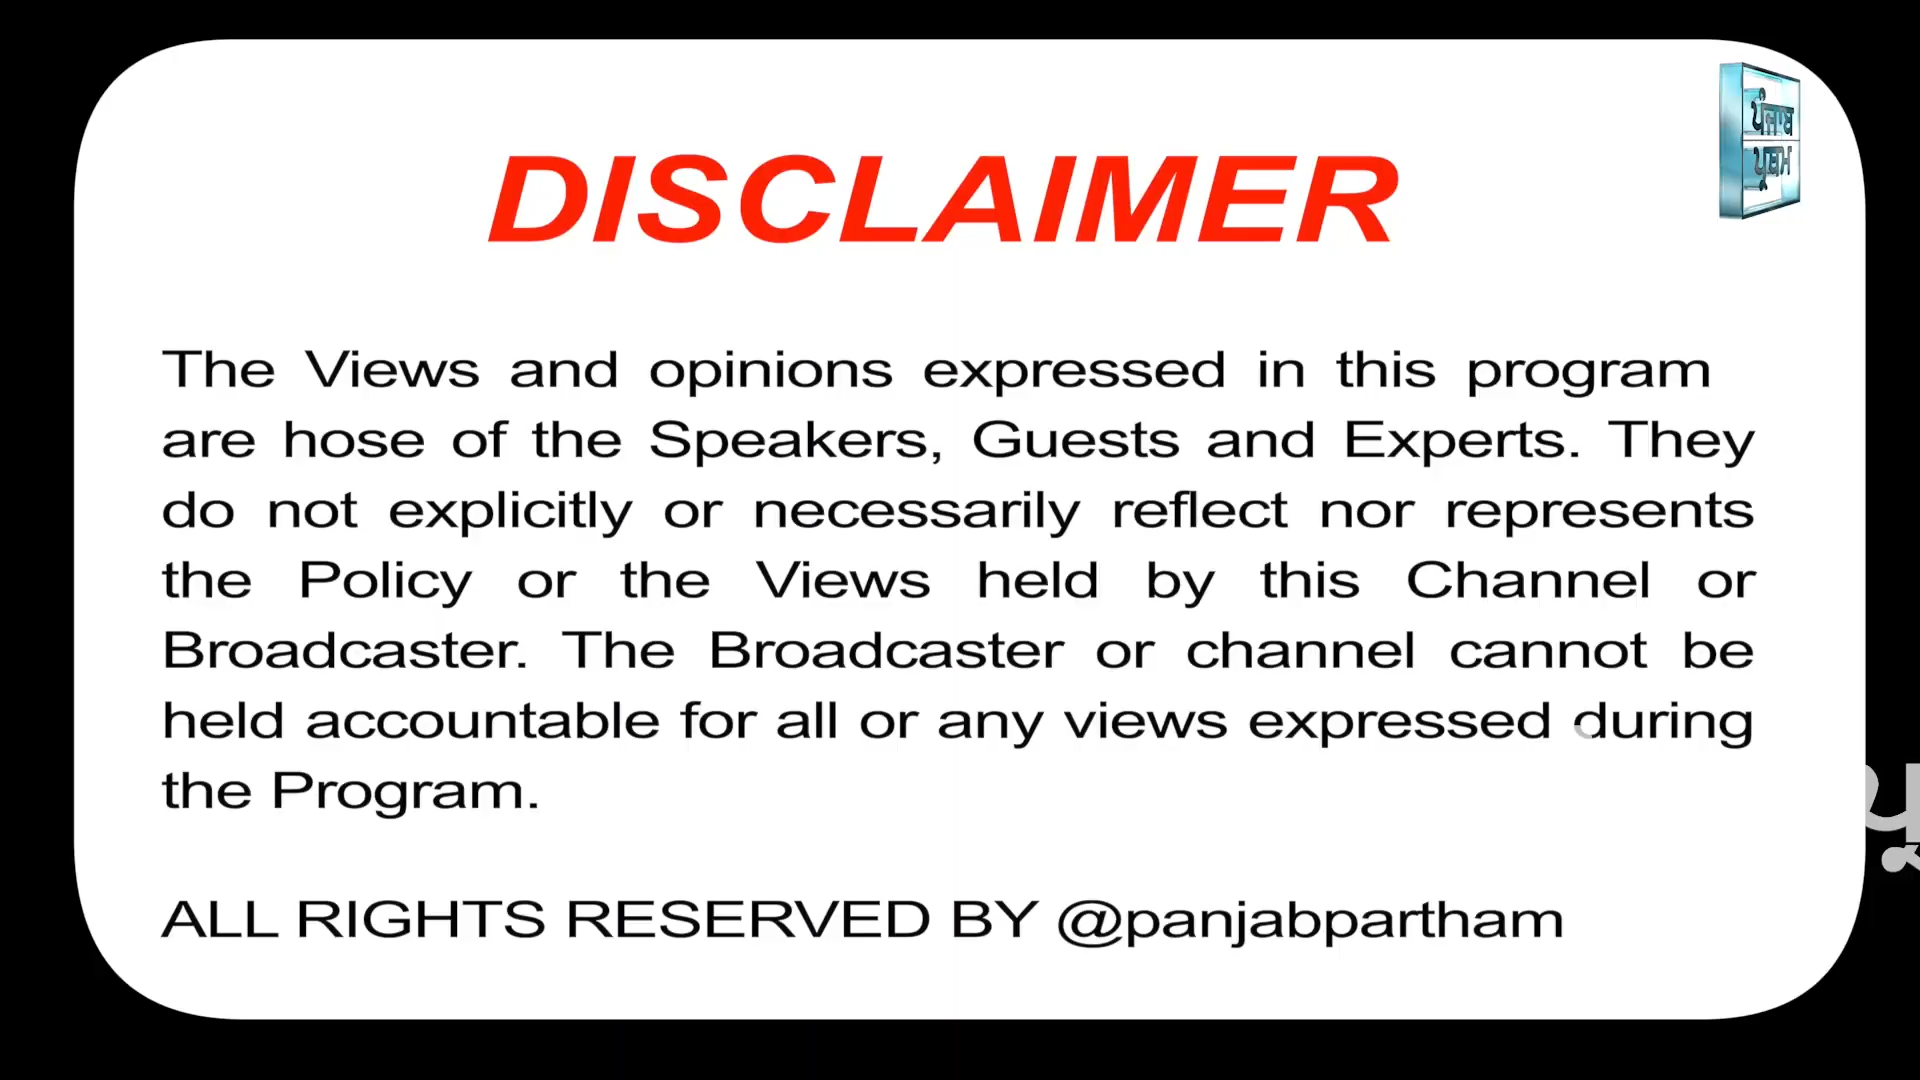 ਪੰਜਾਬ
ਪ੍ਰਥਮ
DISCLAIMER
The Views and opinions expressed in this program
are hose of the Speakers, Guests and Experts. They
do not explicitly or necessarily reflect nor represents
the Policy or the Views held by this Channel or
Broadcaster. The Broadcaster or channel cannot be
held accountable for all or any views expressed during
the Program.
ALL RIGHTS RESERVED BY @panjabpartham